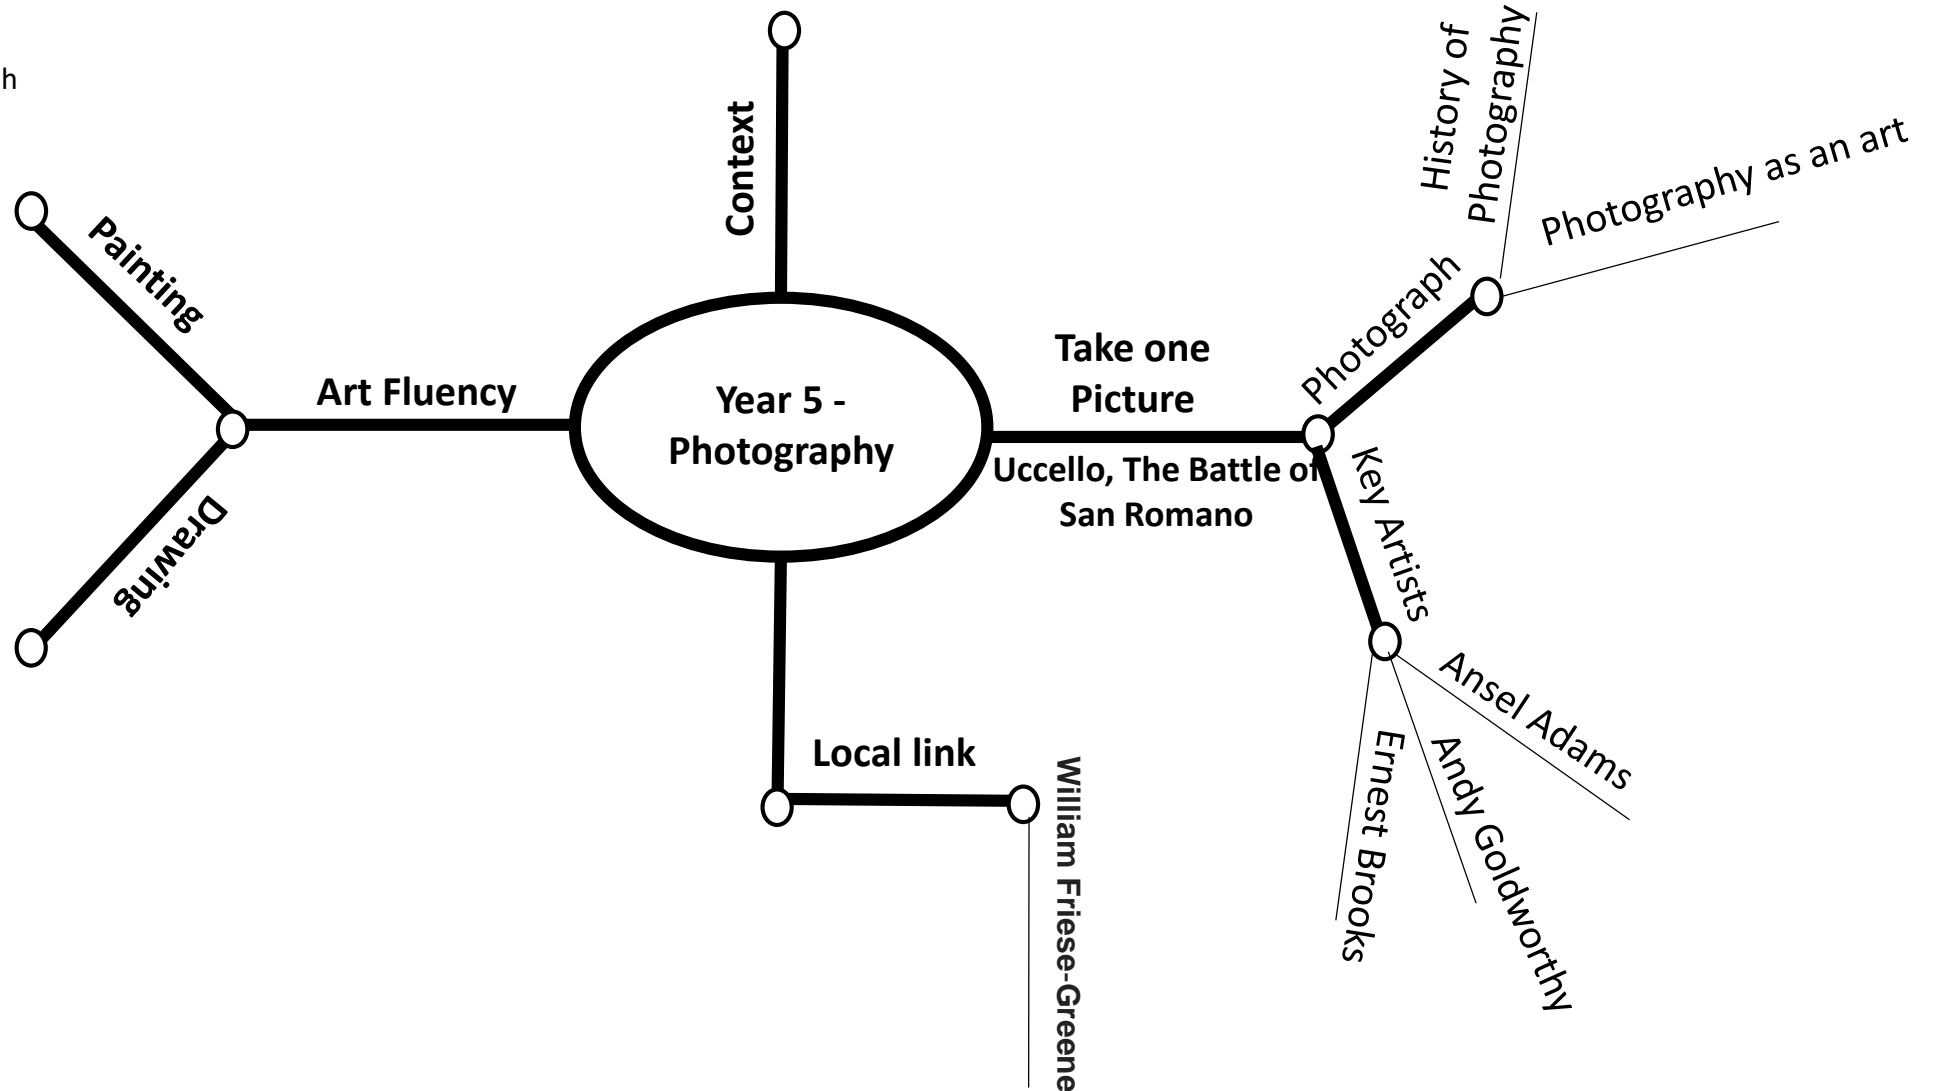 h
Context
History of
Photography
Photography as an art
Painting
Photograph
Art Fluency
Year 5 -
Photography
Take one
Picture
Uccello, The Battle of
San Romano
Key Artists
Drawing
Ansel Adams
Andy Goldworthy
Ernest Brooks
Local link
William Friese-Greene